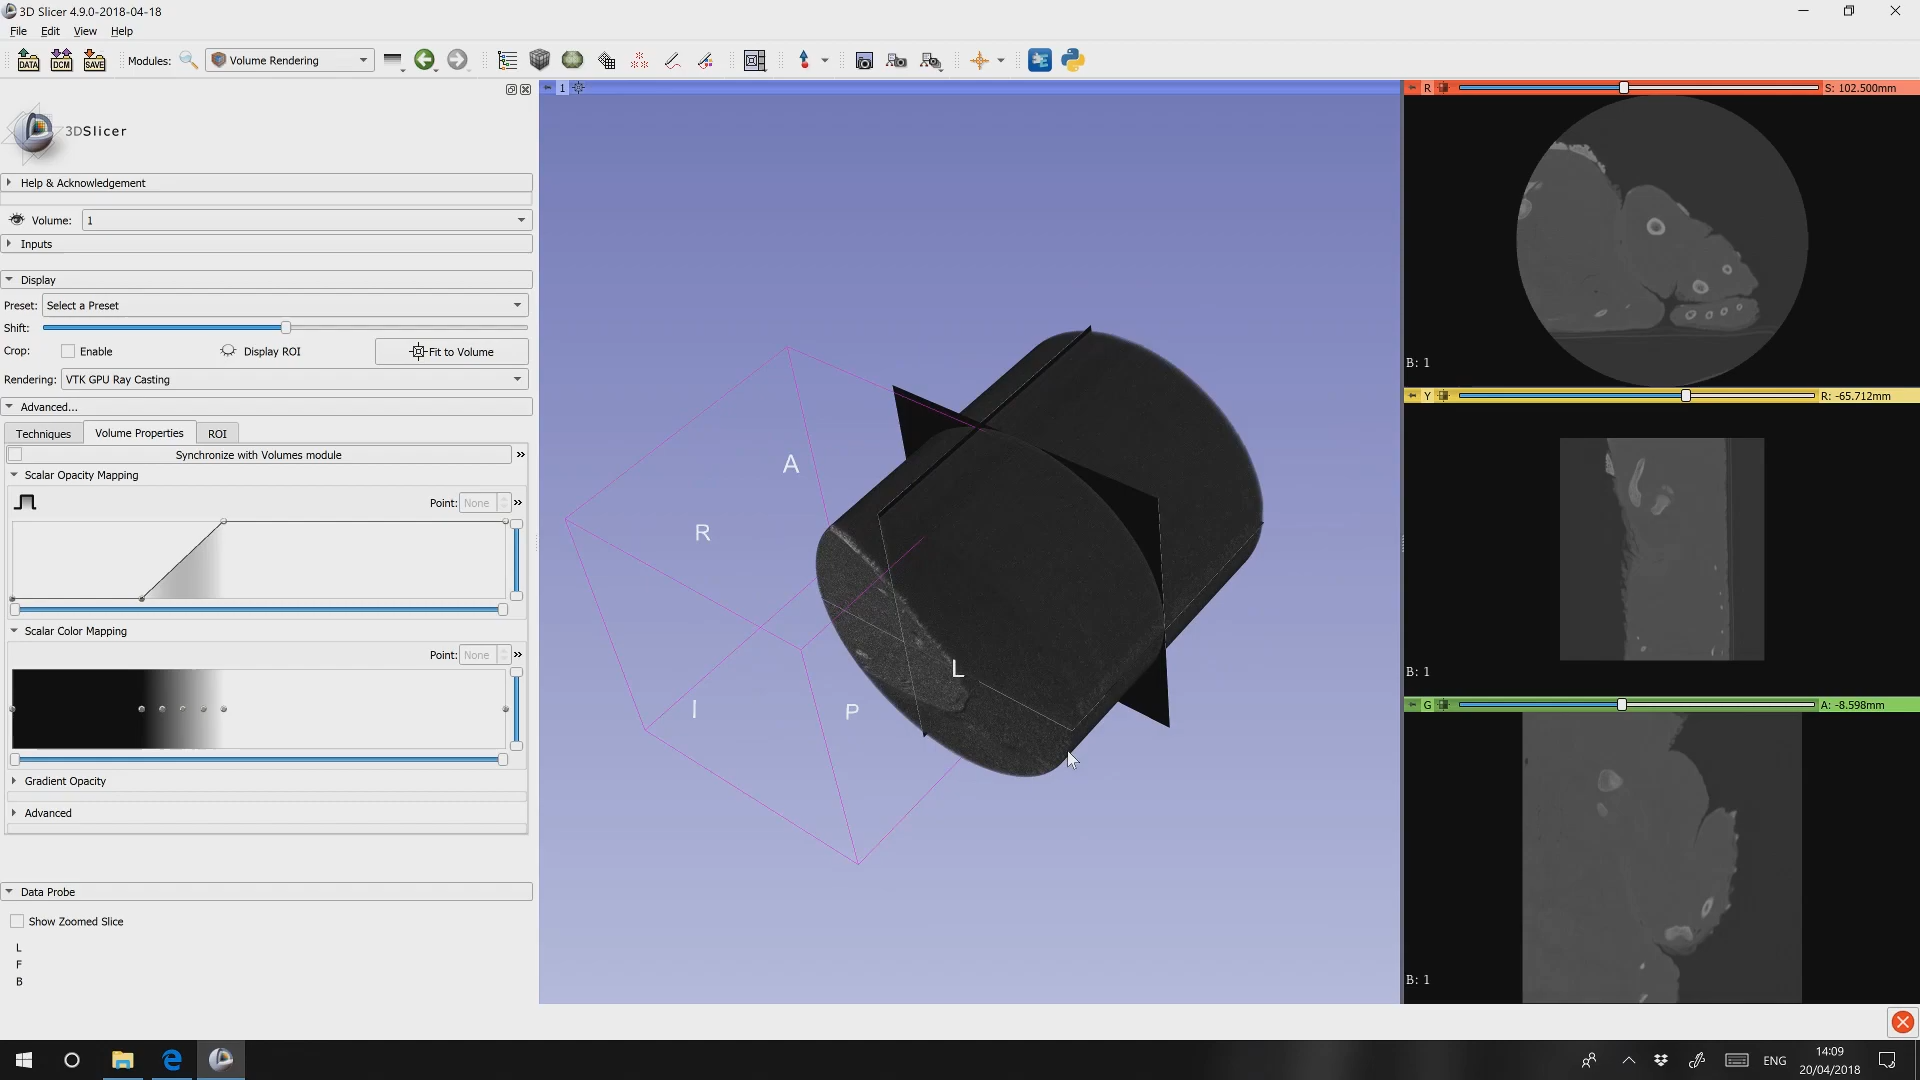 3D Slicer 4.9.0-2018-04-18
File Edit View Help
DATA DCM SAVE Modules: Volume Rendering
3DSlicer
Help & Acknowledgement
Volume: 1
Inputs
Display
Preset: Select a Preset
Shift:
Crop: Enable Display ROI Fit to Volume
Rendering: VTK GPU Ray Casting
Advanced...
Techniques Volume Properties ROI
Synchronize with Volumes module »
Scalar Opacity Mapping
Point: None »
Scalar Color Mapping
Point: None »
Gradient Opacity
Advanced
Data Probe
Show Zoomed Slice
L
F
B
1
A
R
L
I
P
R S: 102.500mm
B: 1
Y R: -65.712mm
B: 1
G A: -8.598mm
B: 1
ENG
14:09
20/04/2018